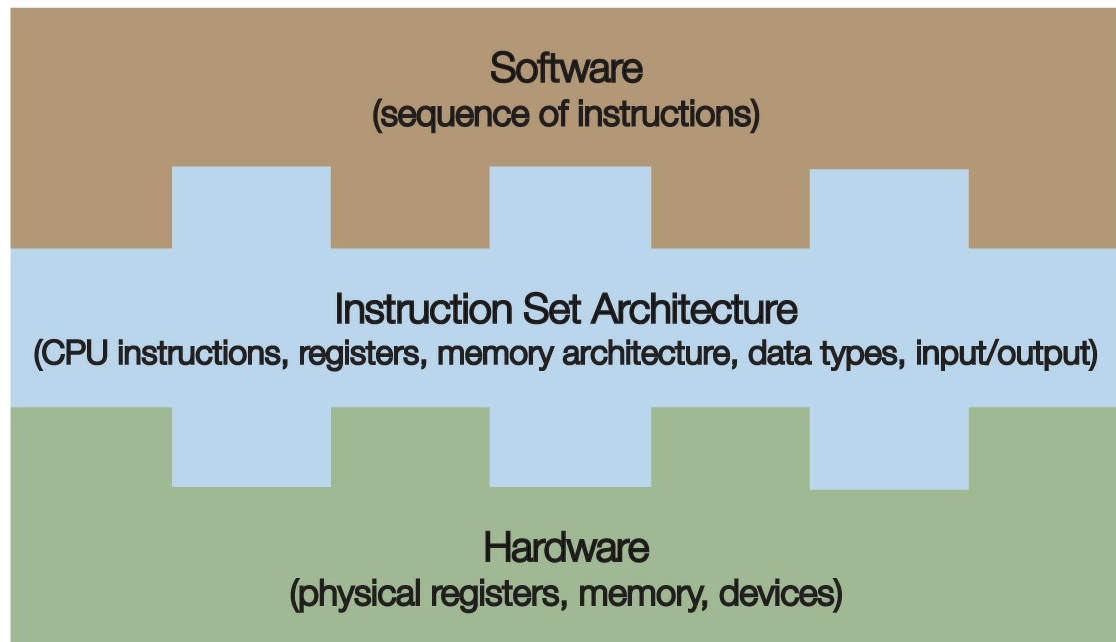 Software
(sequence of instructions)
Instruction Set Architecture
(CPU instructions, registers, memory architecture, data types, input/output)
Hardware
(physical registers, memory, devices)